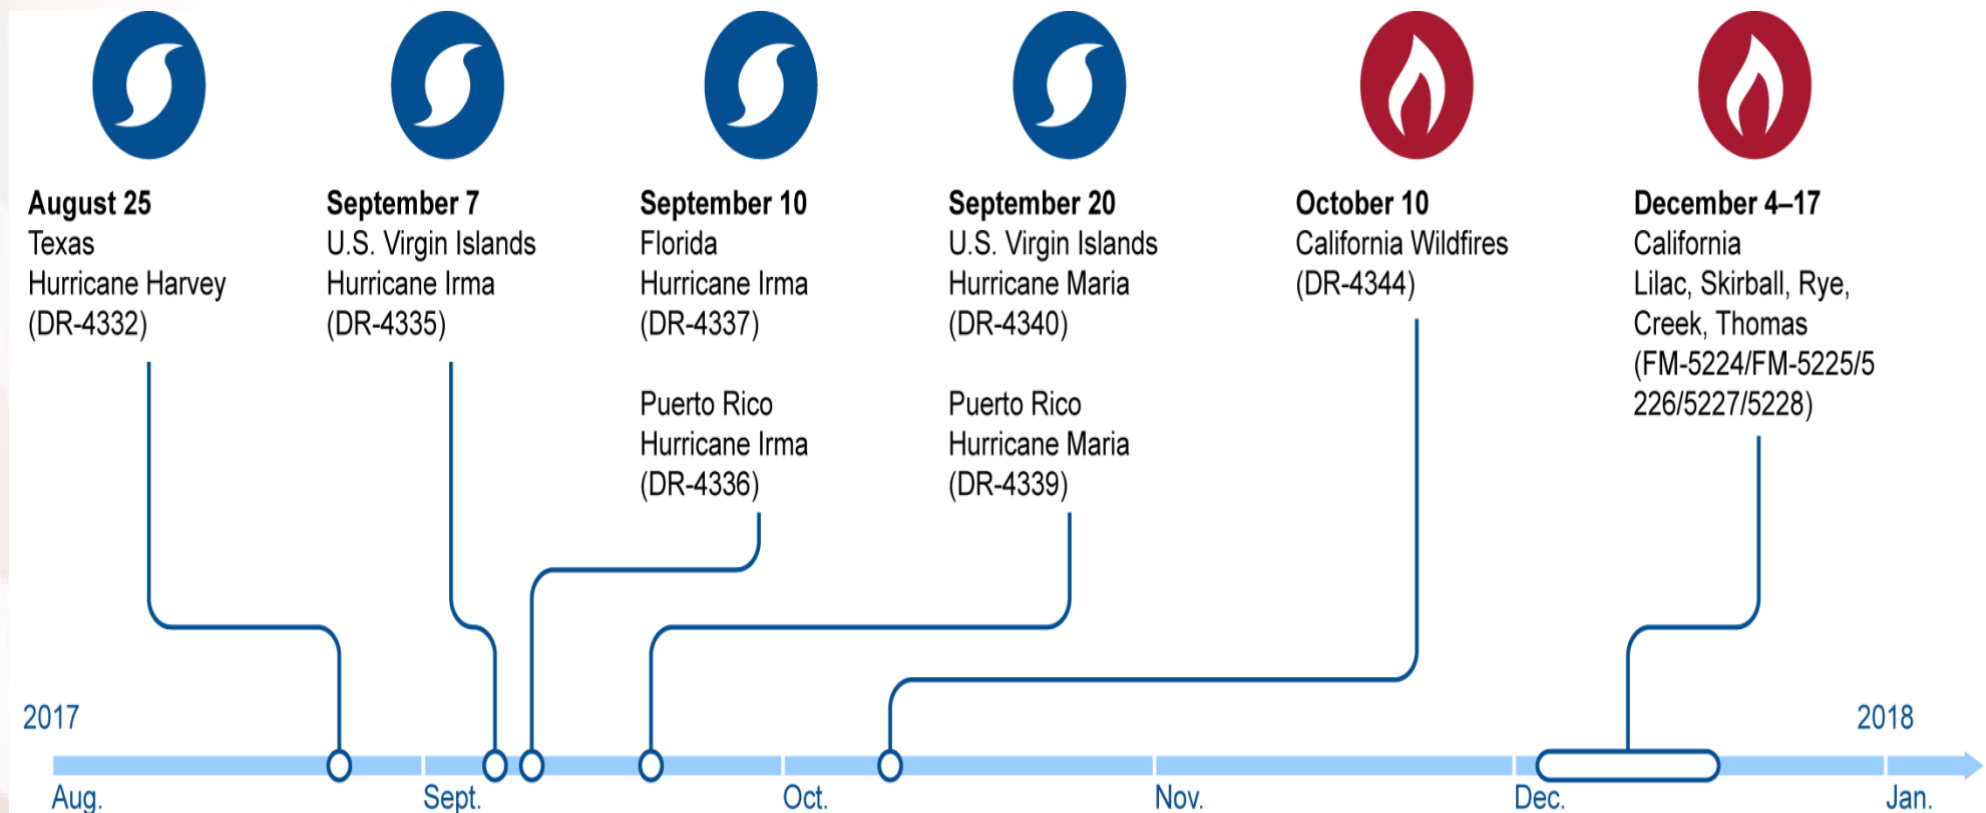 August 25
Texas
Hurricane Harvey
(DR-4332)
September 7
U.S. Virgin Islands
Hurricane Irma
(DR-4335)
September 10
Florida
Hurricane Irma
(DR-4337)
Puerto Rico
Hurricane Irma
(DR-4336)
September 20
U.S. Virgin Islands
Hurricane Maria
(DR-4340)
Puerto Rico
Hurricane Maria
(DR-4339)
October 10
California Wildfires
(DR-4344)
December 4–17
California
Lilac, Skirball, Rye,
Creek, Thomas
(FM-5224/FM-5225/5
226/5227/5228)
2017
2018
Aug.
Sept.
Oct.
Nov.
Dec.
Jan.